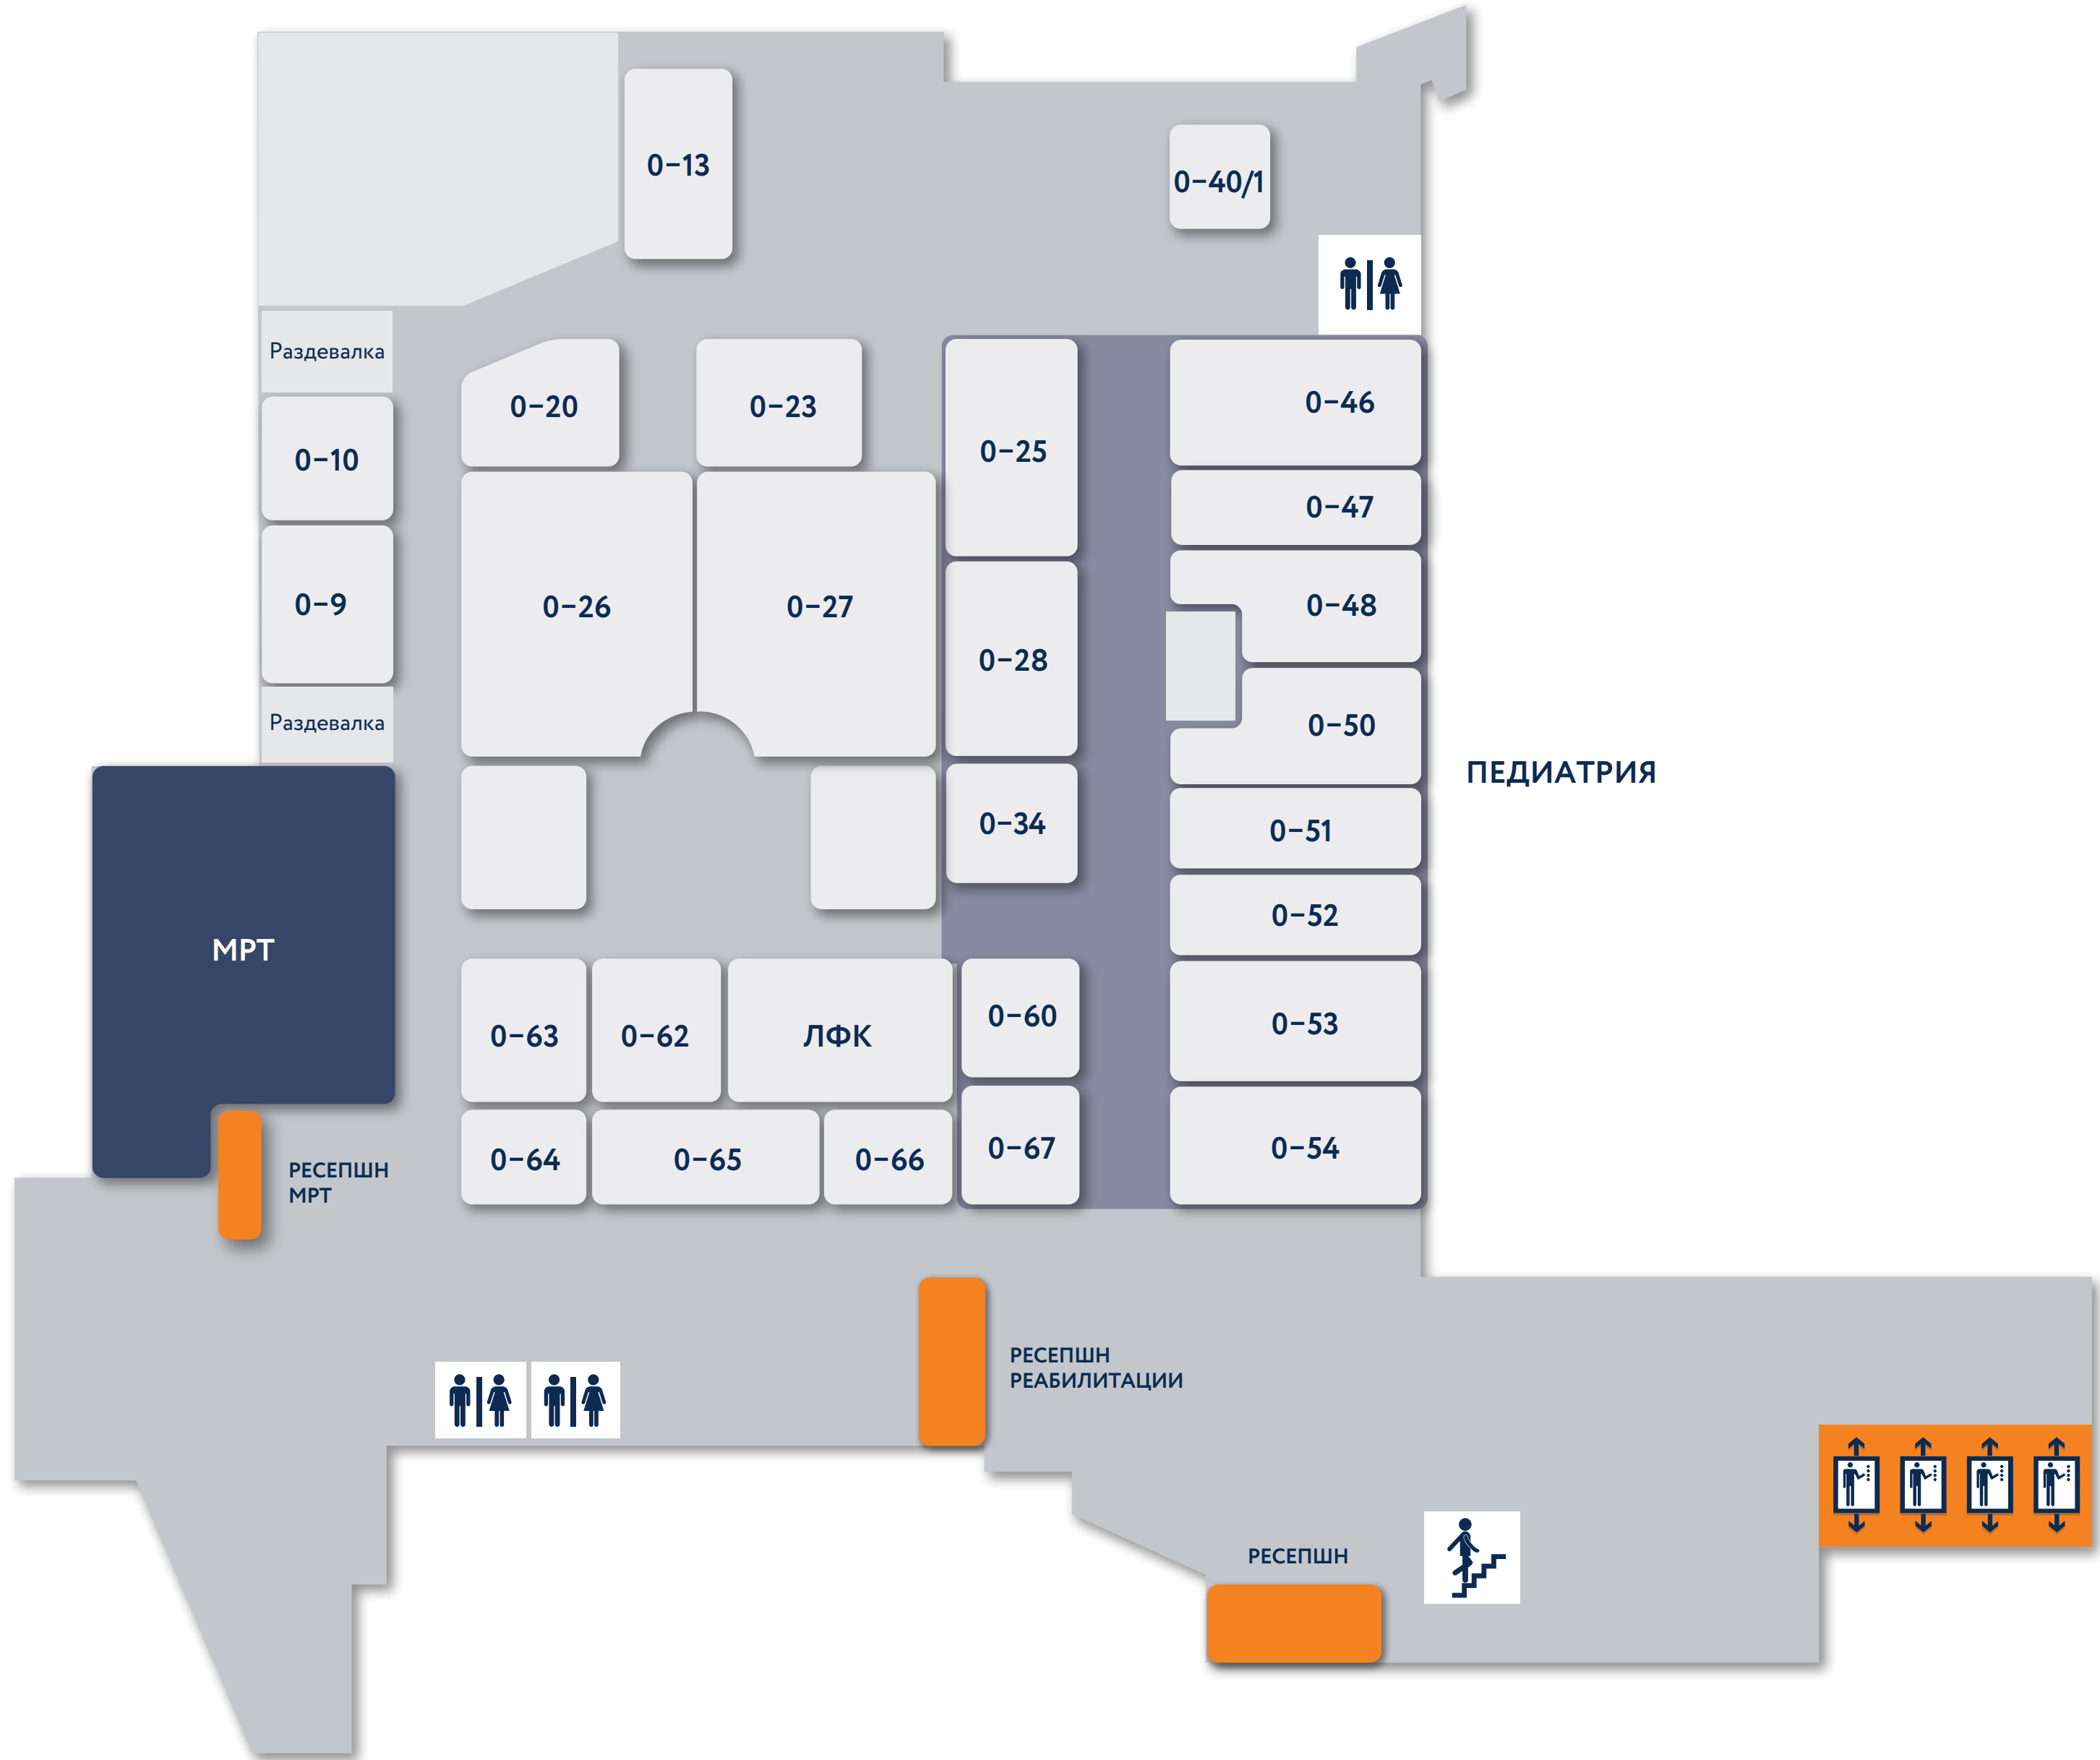 0-13
0-40/1
Раздевалка
0-20
0-23
0-46
0-25
0-10
0-47
0-9
0-26
0-27
0-48
0-28
Раздевалка
0-50
ПЕДИАТРИЯ
0-34
0-51
0-52
МРТ
0-60
0-53
0-63
0-62
ЛФК
0-67
0-54
0-64
0-65
0-66
РЕСЕПШН
МРТ
РЕСЕПШН
РЕАБИЛИТАЦИИ
РЕСЕПШН